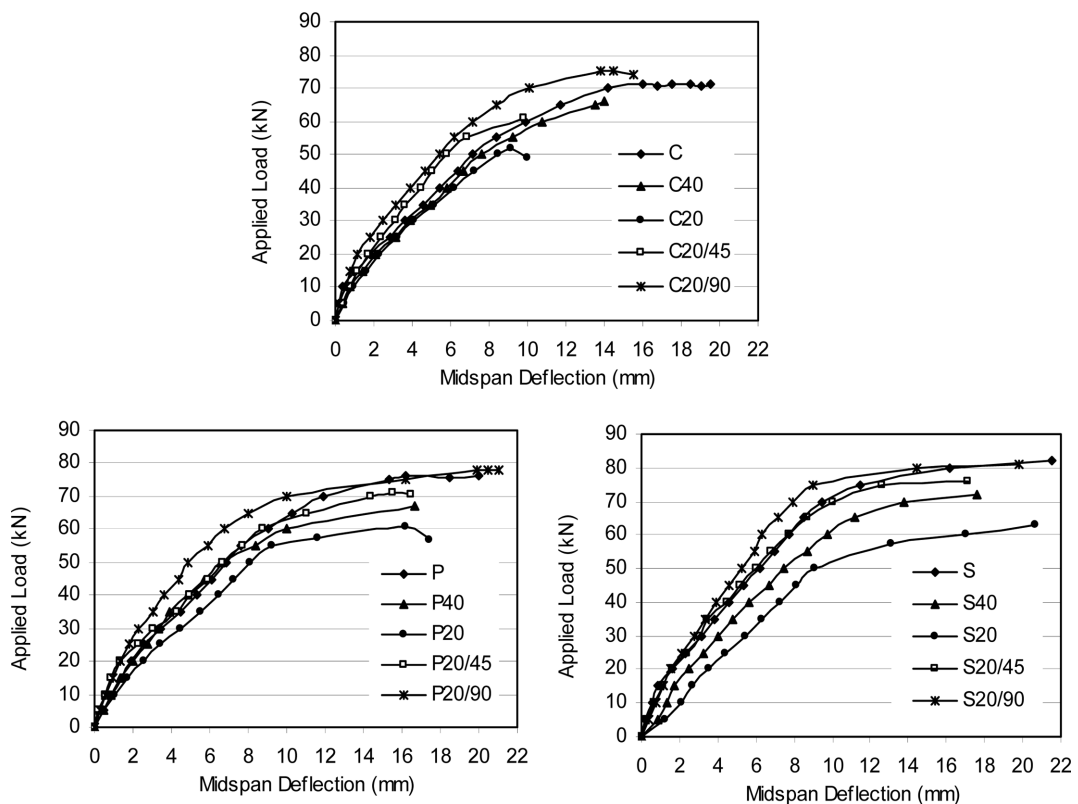 90
80
70
60
50
40
30
20
10
0
Applied Load (kN)
0 2 4 6 8 10 12 14 16 18 20 22
Midspan Deflection (mm)
C
C40
C20
C20/45
C20/90
90
80
70
60
50
40
30
20
10
0
Applied Load (kN)
0 2 4 6 8 10 12 14 16 18 20 22
Midspan Deflection (mm)
P
P40
P20
P20/45
P20/90
90
80
70
60
50
40
30
20
10
0
Applied Load (kN)
0 2 4 6 8 10 12 14 16 18 20 22
Midspan Deflection (mm)
S
S40
S20
S20/45
S20/90